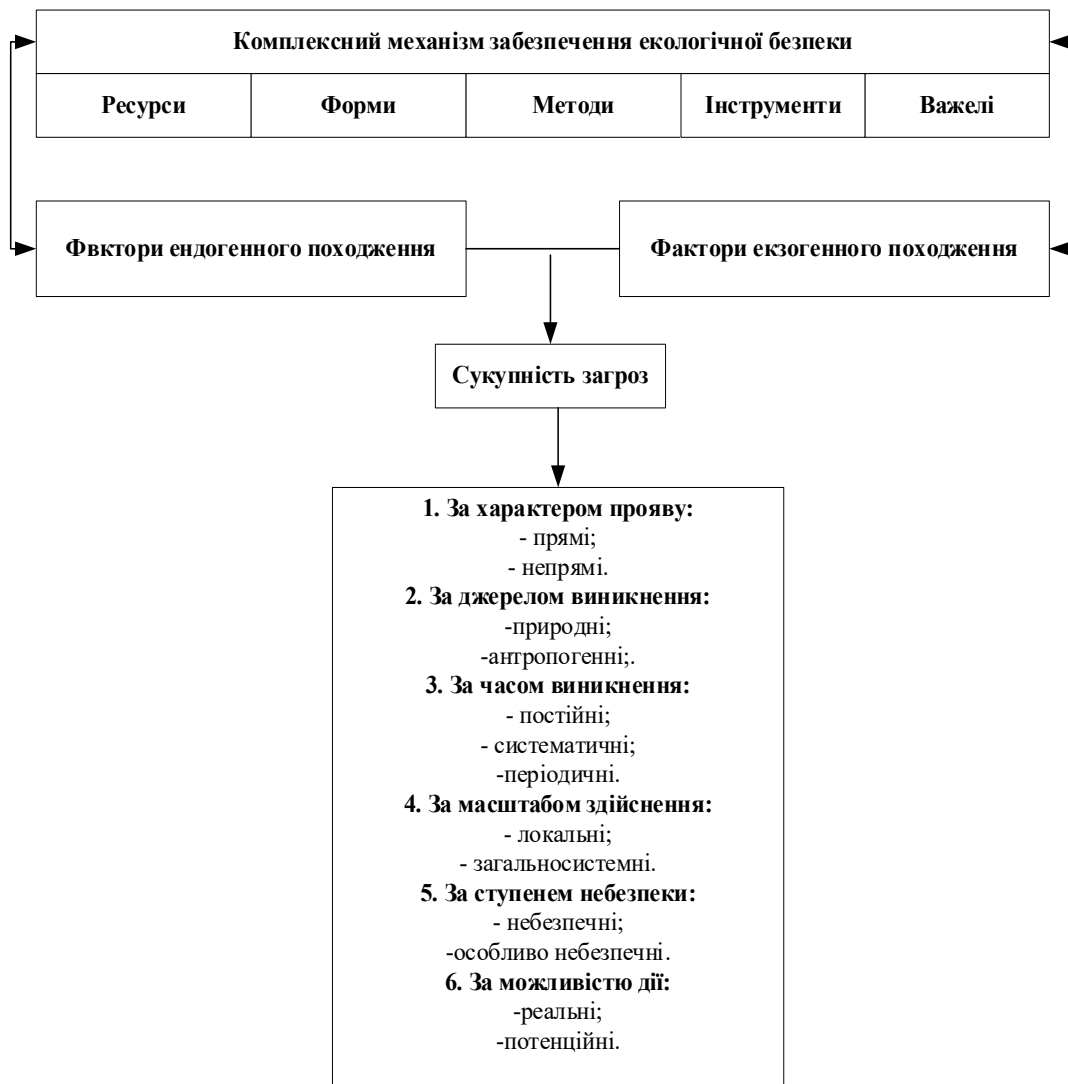 Комплексний механізм забезпечення екологічної безпеки
Ресурси
Форми
Методи
Інструменти
Важелі
Фвктори ендогенного походження
Фактори екзогенного походження
Сукупність загроз
1. За характером прояву:
- прямі;
- непрямі.
2. За джерелом виникнення:
-природні;
-антропогенні;.
3. За часом виникнення:
- постійні;
- систематичні;
-періодичні.
4. За масштабом здійснення:
- локальні;
- загальносистемні.
5. За ступенем небезпеки:
- небезпечні;
-особливо небезпечні.
6. За можливістю дії:
-реальні;
-потенційні.